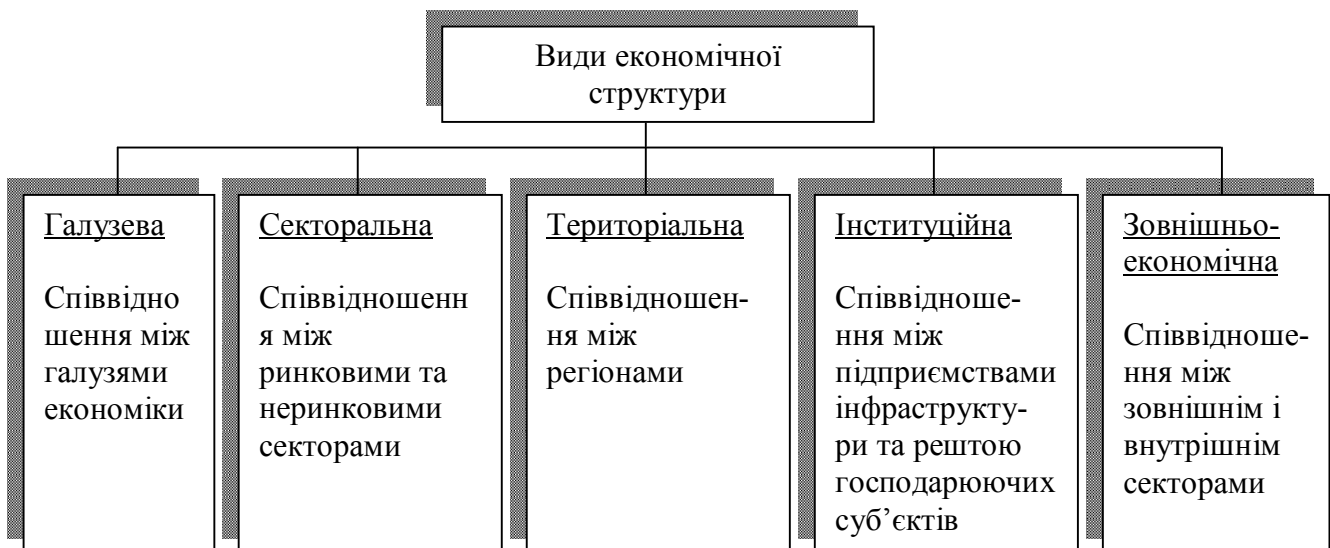 Види економічної
структури
Галузева
Співвідно
шення між
галузями
економіки
Секторальна
Співвідношенн
я між
ринковими та
неринковими
секторами
Територіальна
Співвідношен-
ня між
регіонами
Інституційна
Співвідноше-
ння між
підприємствами
інфраструкту-
ри та рештою
господарюючих
суб’єктів
Зовнішньо-
економічна
Співвідноше-
ння між
зовнішнім і
внутрішнім
секторами